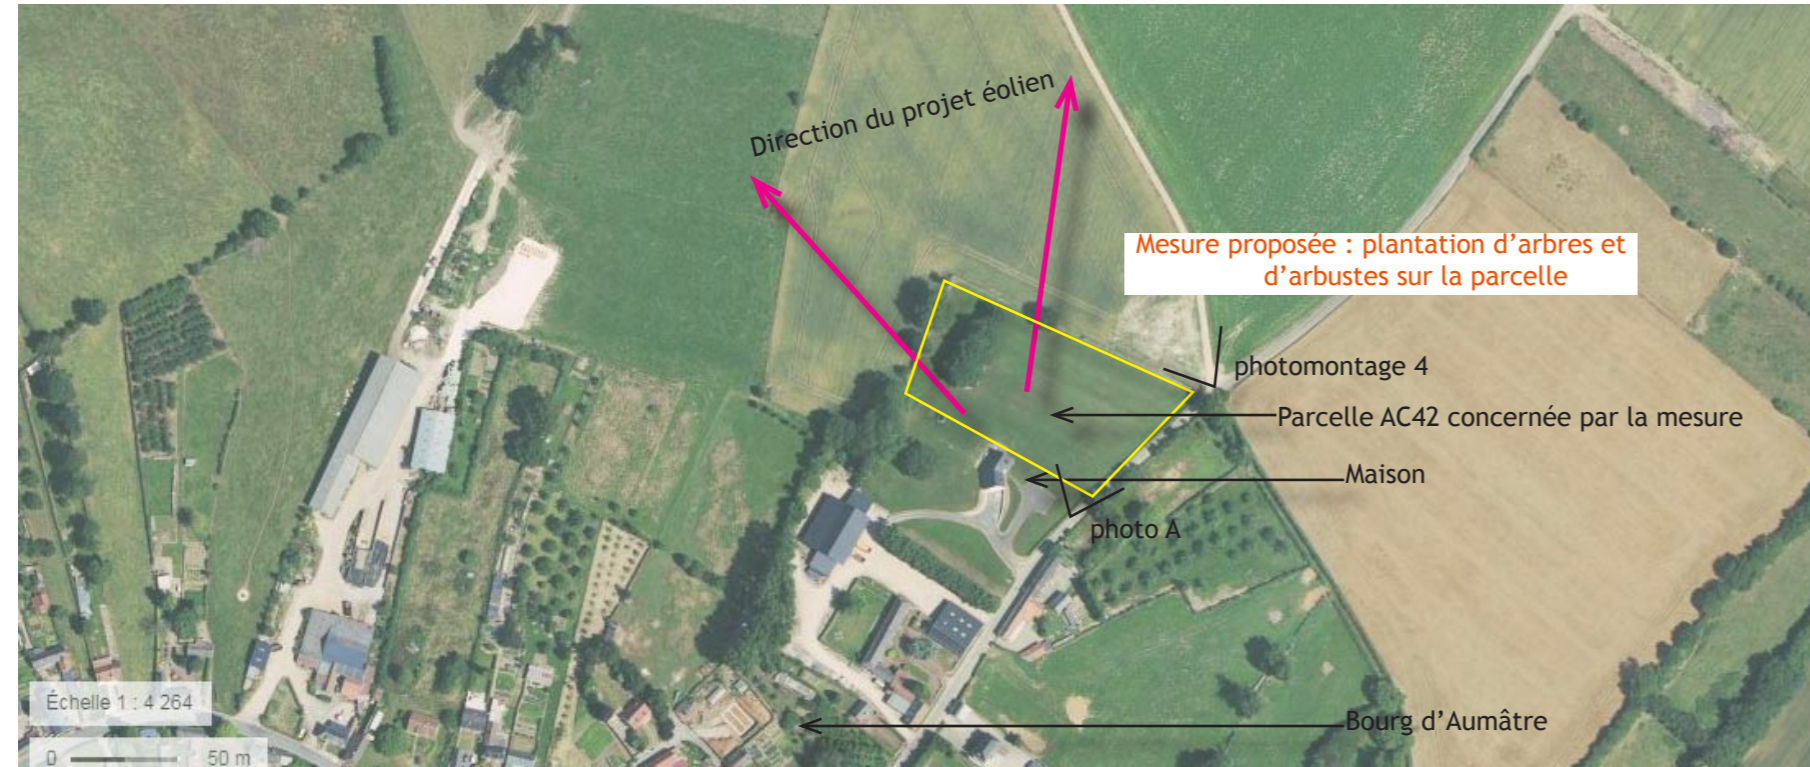 Direction du projet éolien
Mesure proposée : plantation d'arbres et
d'arbustes sur la parcelle
photomontage 4
Parcelle AC42 concernée par la mesure
Maison
photo A
Échelle 1 : 4 264
Bourg d'Aumâtre
0 50 m